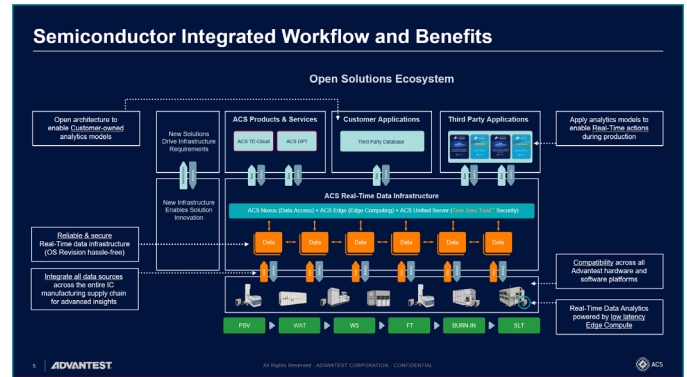 Semiconductor Integrated Workflow and Benefits
Open Solutions Ecosystem
Open architecture to
enable Customer-owned
analytics models
New Solutions
Drive Infrastructure
Requirements
ACS Products & Services
ACS TE-Cloud
ACS DPT
Customer Applications
Third Party Database
Third Party Applications
Apply analytics models to
enable Real-Time actions
during production
New Infrastructure
Enables Solution
Innovation
ACS Real-Time Data Infrastructure
ACS Nexus (Data Access) + ACS Edge (Edge Computing) + ACS Unified Server (True Zero Trust™ Security)
Reliable & secure
Real-Time data infrastructure
(OS Revision hassle-free)
Data
Data
Data
Data
Data
Data
Integrate all data sources
across the entire IC
manufacturing supply chain
for advanced insights
Compatibility across all
Advantest hardware and
software platforms
Real-Time Data Analytics
powered by low latency
Edge Compute
PSV
WAT
WS
FT
BURN-IN
SLT
5
ADVANTEST
All Rights Reserved - ADVANTEST CORPORATION - CONFIDENTIAL
ACS